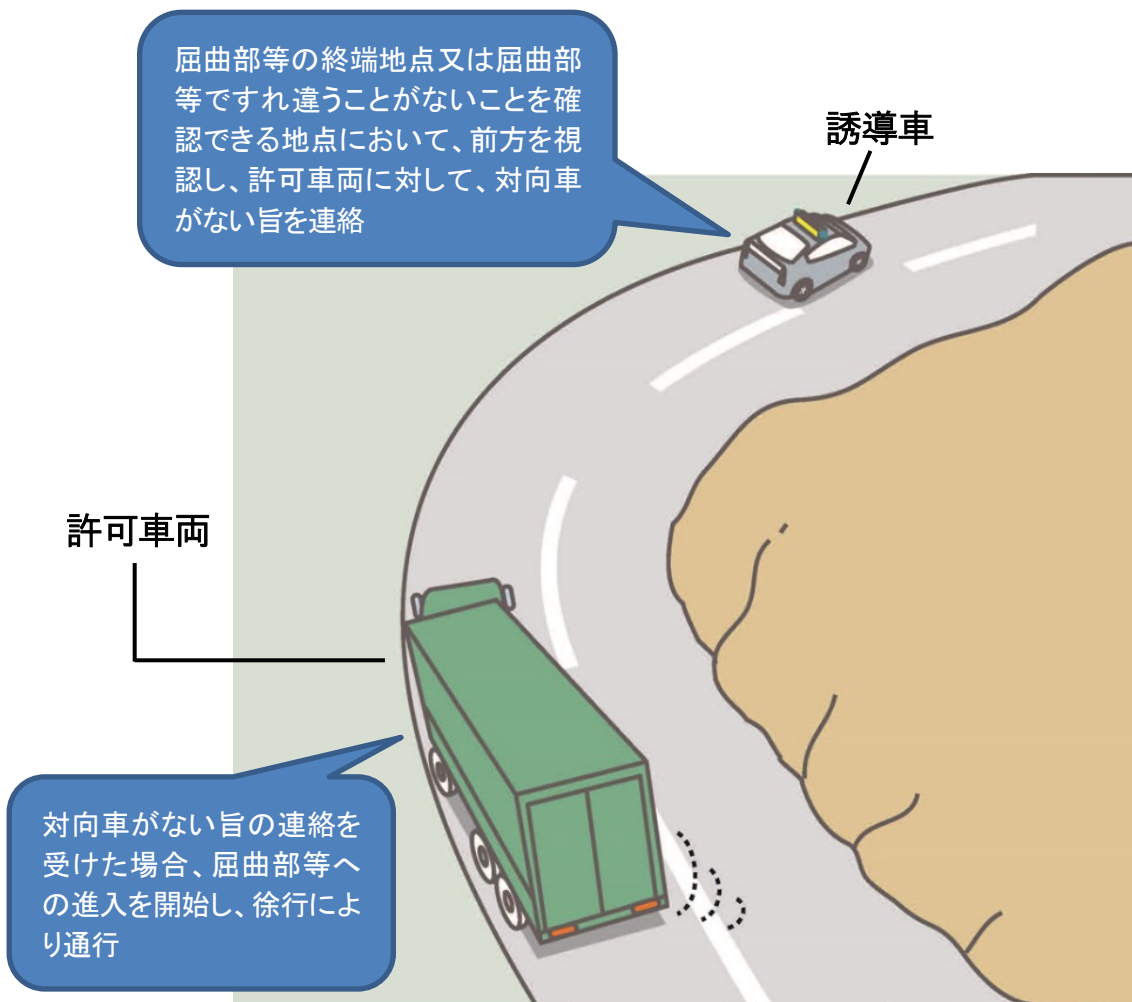 屈曲部等の終端地点又は屈曲部
等ですれ違うことがないことを確
認できる地点において、前方を視
認し、許可車両に対して、対向車
がない旨を連絡
誘導車
許可車両
対向車がない旨の連絡を
受けた場合、屈曲部等へ
の進入を開始し、徐行によ
り通行